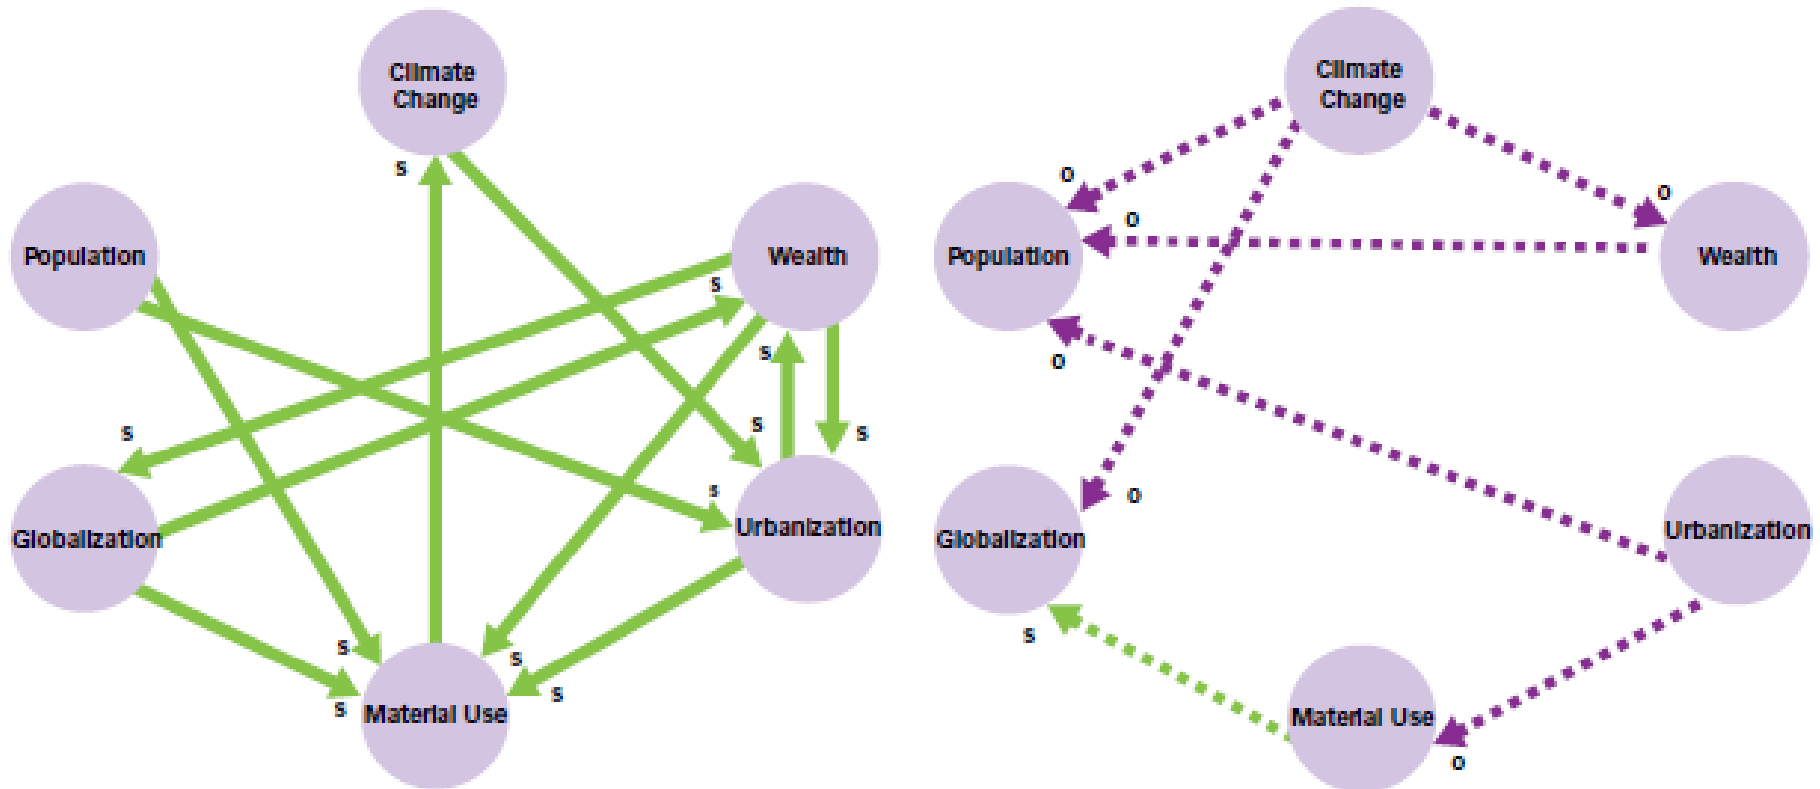 Climate
Change
s
Population
Wealth
s
s
s
s
s
s
Globalization
Urbanization
s
s
s
s
Material Use
Climate
Change
o
o
o
Population
Wealth
o
o
Globalization
Urbanization
s
Material Use
o